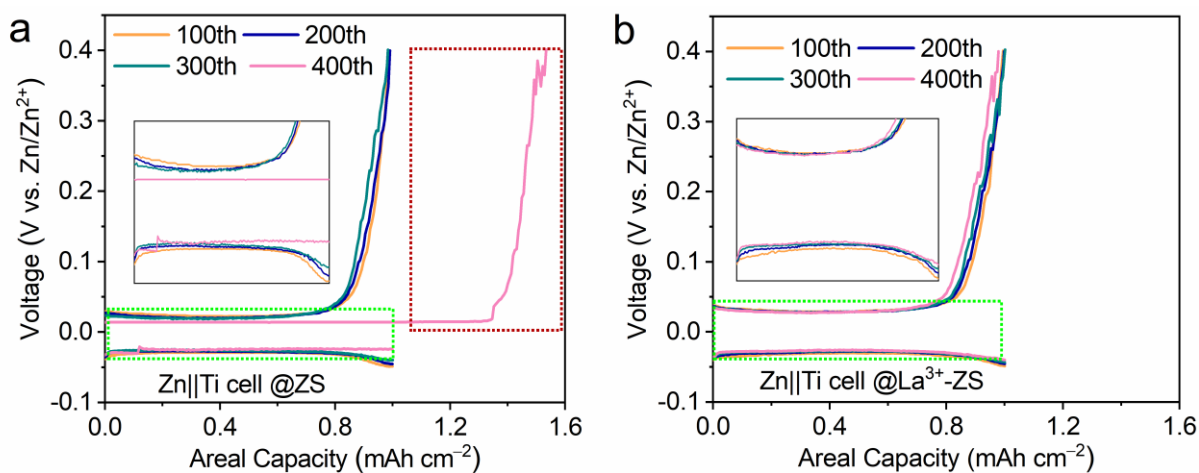 a
100th 200th
300th 400th
Voltage (V vs. Zn/Zn²⁺)
0.4
0.3
0.2
0.1
0.0
-0.1
Zn||Ti cell @ZS
0.0 0.4 0.8 1.2 1.6
Areal Capacity (mAh cm⁻²)
b
100th 200th
300th 400th
Voltage (V vs. Zn/Zn²⁺)
0.4
0.3
0.2
0.1
0.0
-0.1
Zn||Ti cell @La³⁺-ZS
0.0 0.4 0.8 1.2 1.6
Areal Capacity (mAh cm⁻²)